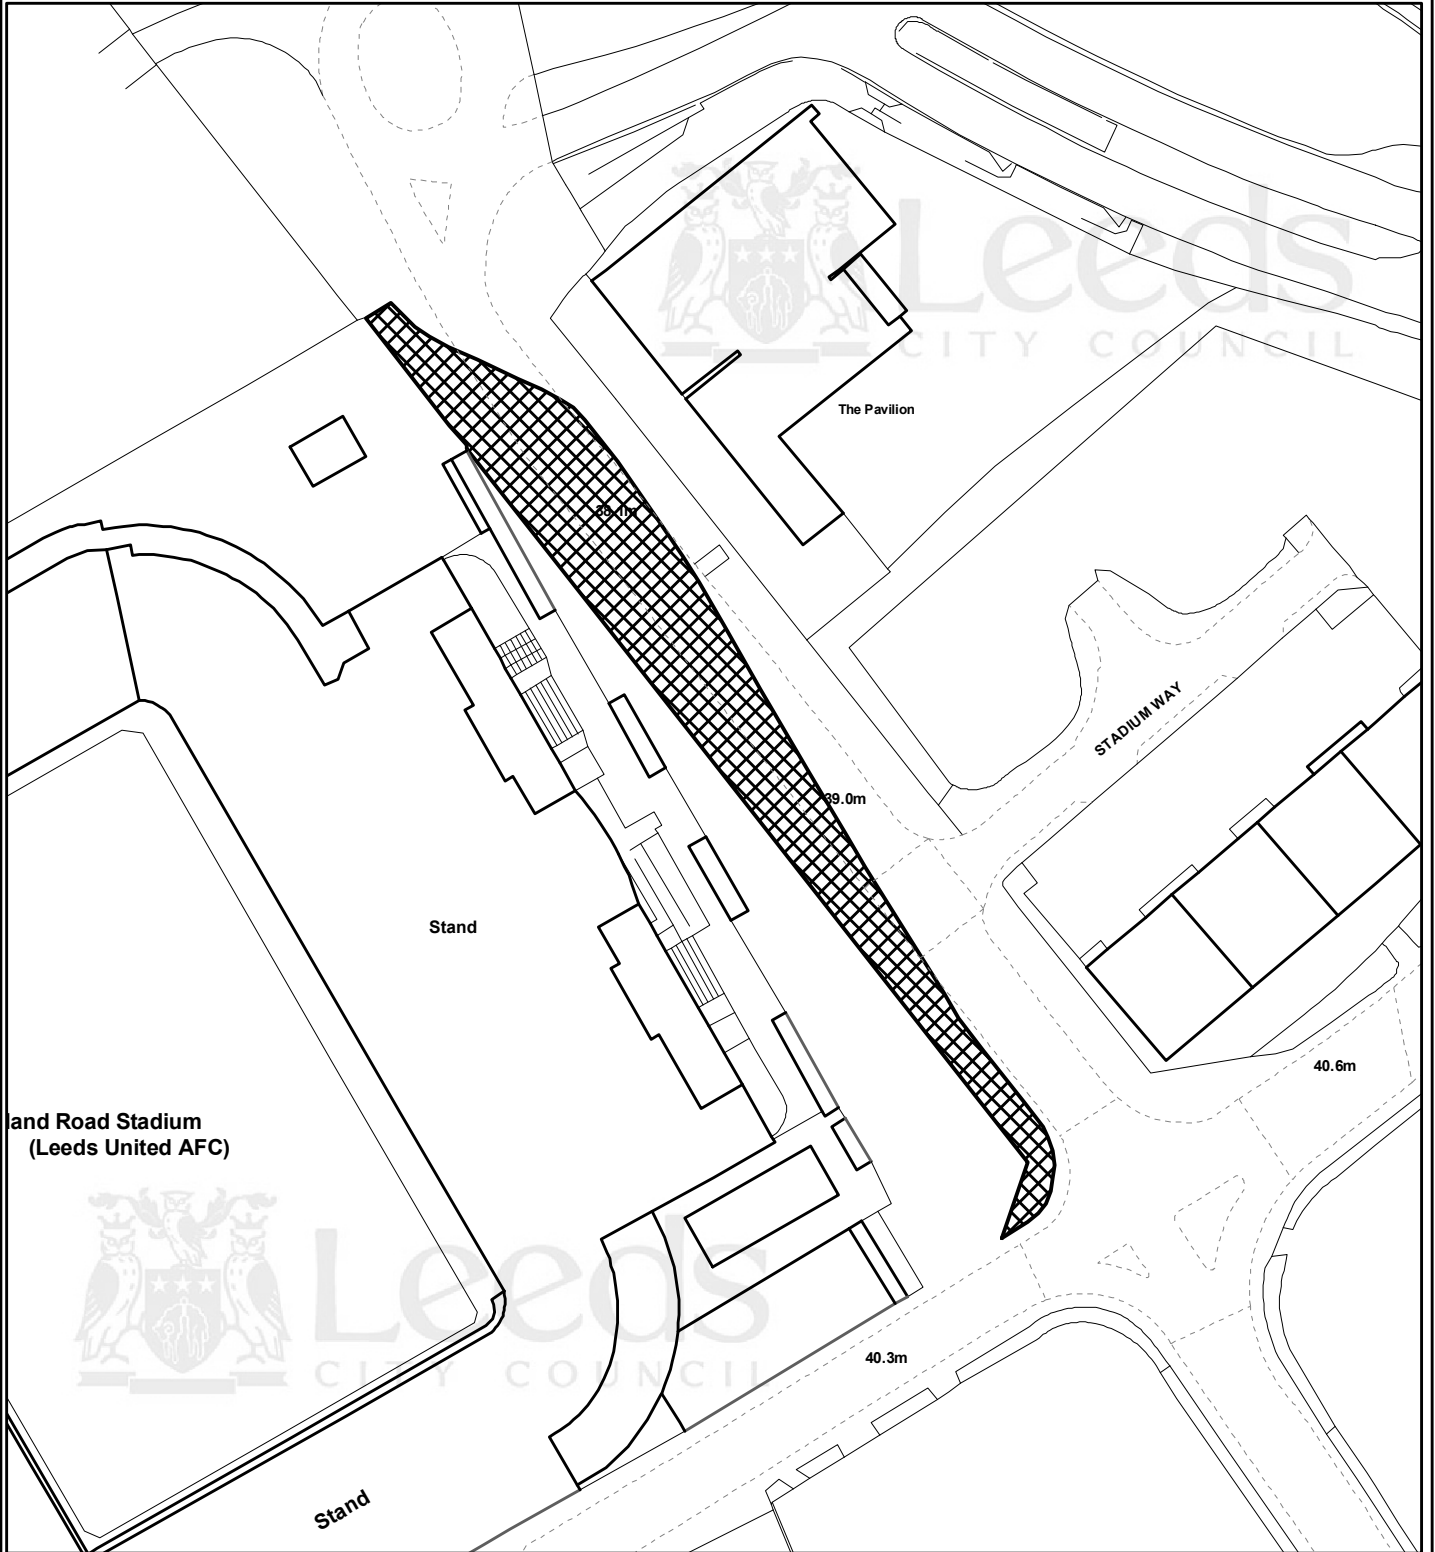 Leeds
CITY COUNCIL
The Pavilion
STADIUM WAY
39.0m
Stand
40.6m
land Road Stadium
(Leeds United AFC)
Leeds
CITY COUNCIL
40.3m
Stand